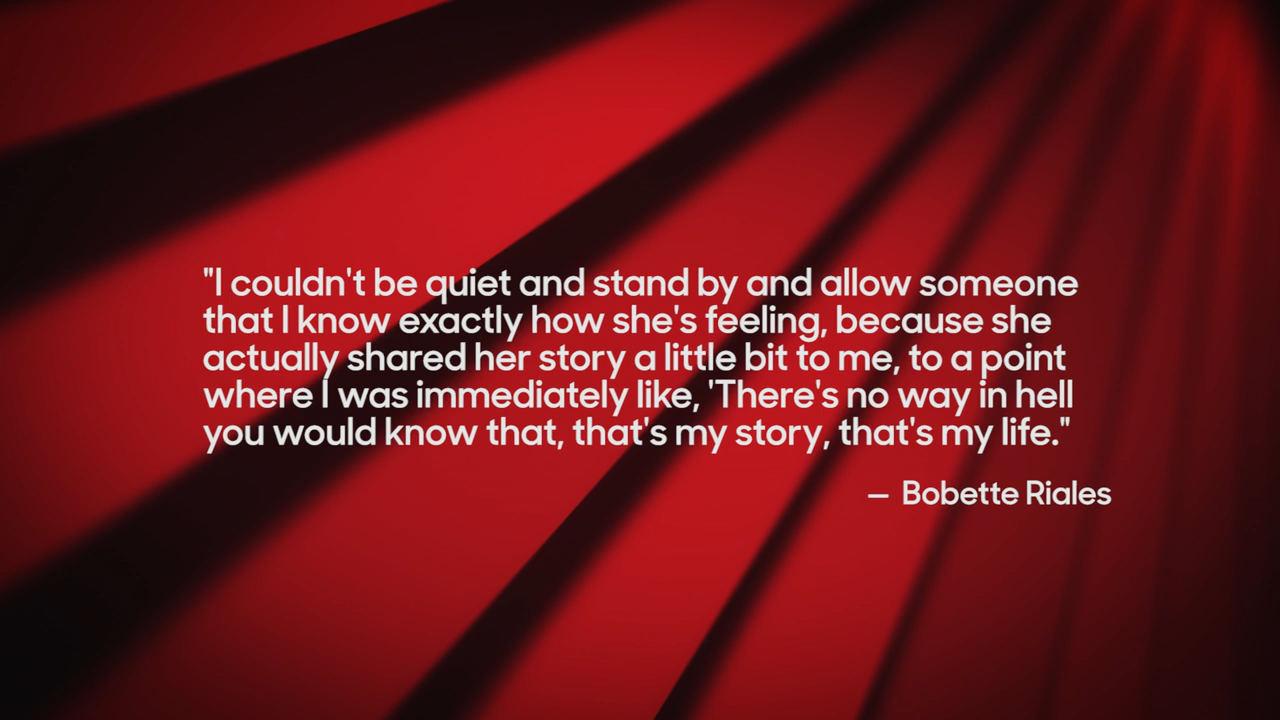 "I couldn't be quiet and stand by and allow someone
that I know exactly how she's feeling, because she
actually shared her story a little bit to me, to a point
where I was immediately like, 'There's no way in hell
you would know that, that's my story, that's my life."
— Bobette Riales